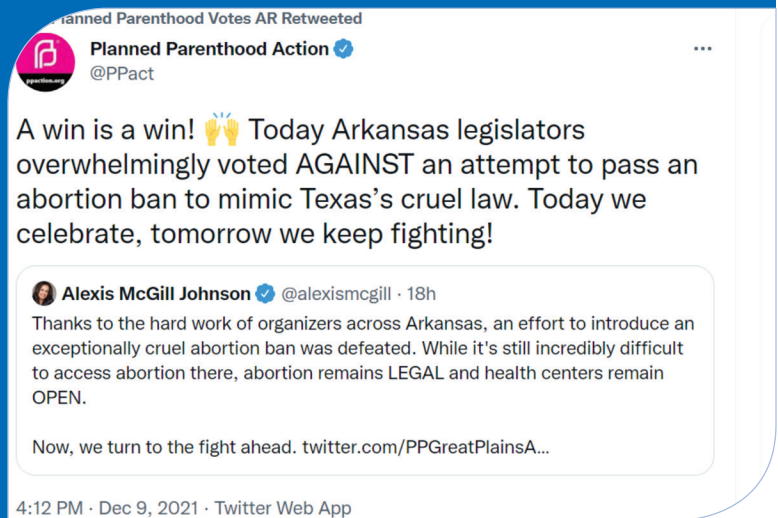 Planned Parenthood Votes AR Retweeted
Planned Parenthood Action
@PPact
ppaction.org
A win is a win! 🙌 Today Arkansas legislators
overwhelmingly voted AGAINST an attempt to pass an
abortion ban to mimic Texas’s cruel law. Today we
celebrate, tomorrow we keep fighting!
Alexis McGill Johnson @alexismcgill · 18h
Thanks to the hard work of organizers across Arkansas, an effort to introduce an
exceptionally cruel abortion ban was defeated. While it's still incredibly difficult
to access abortion there, abortion remains LEGAL and health centers remain
OPEN.
Now, we turn to the fight ahead. twitter.com/PPGreatPlainsA...
4:12 PM · Dec 9, 2021 · Twitter Web App